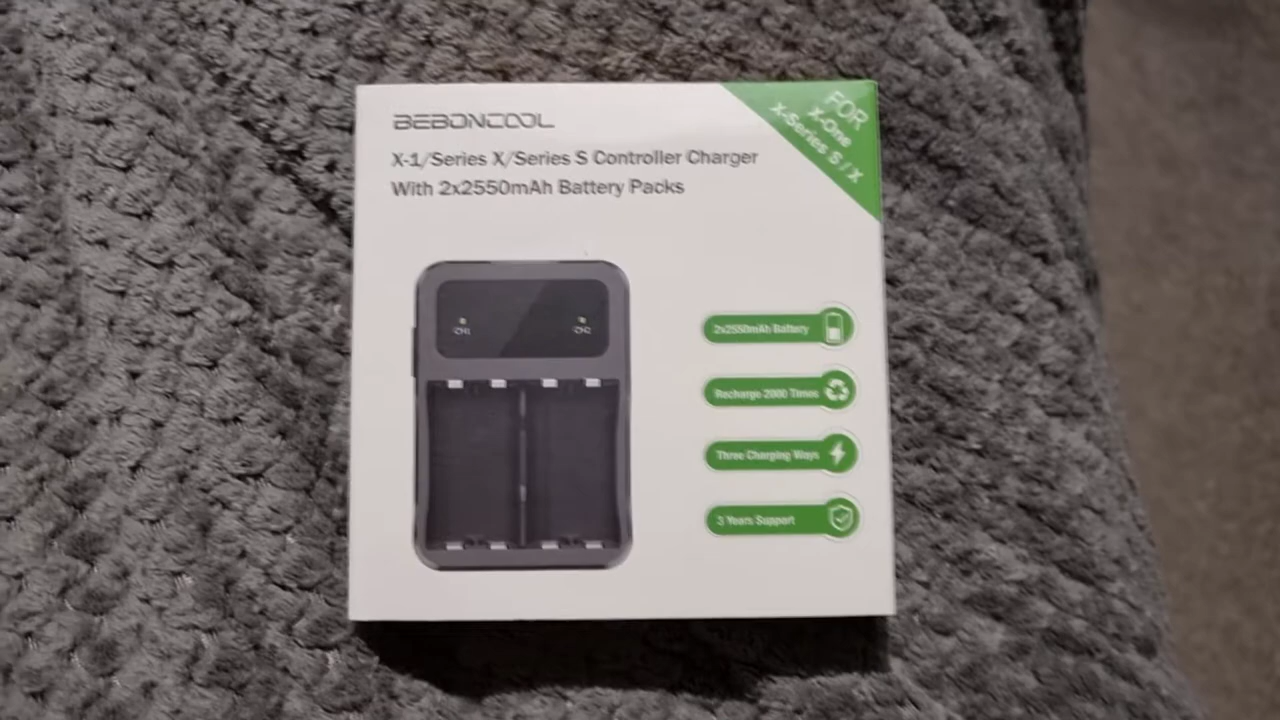 BEBONCOOL
X-1/Series X/Series S Controller Charger
With 2x2550mAh Battery Packs
FOR
X-One
X-Series S / X
CH1
CH2
2x2550mAh Battery
Recharge 2000 Times
Three Charging Ways
3 Years Support